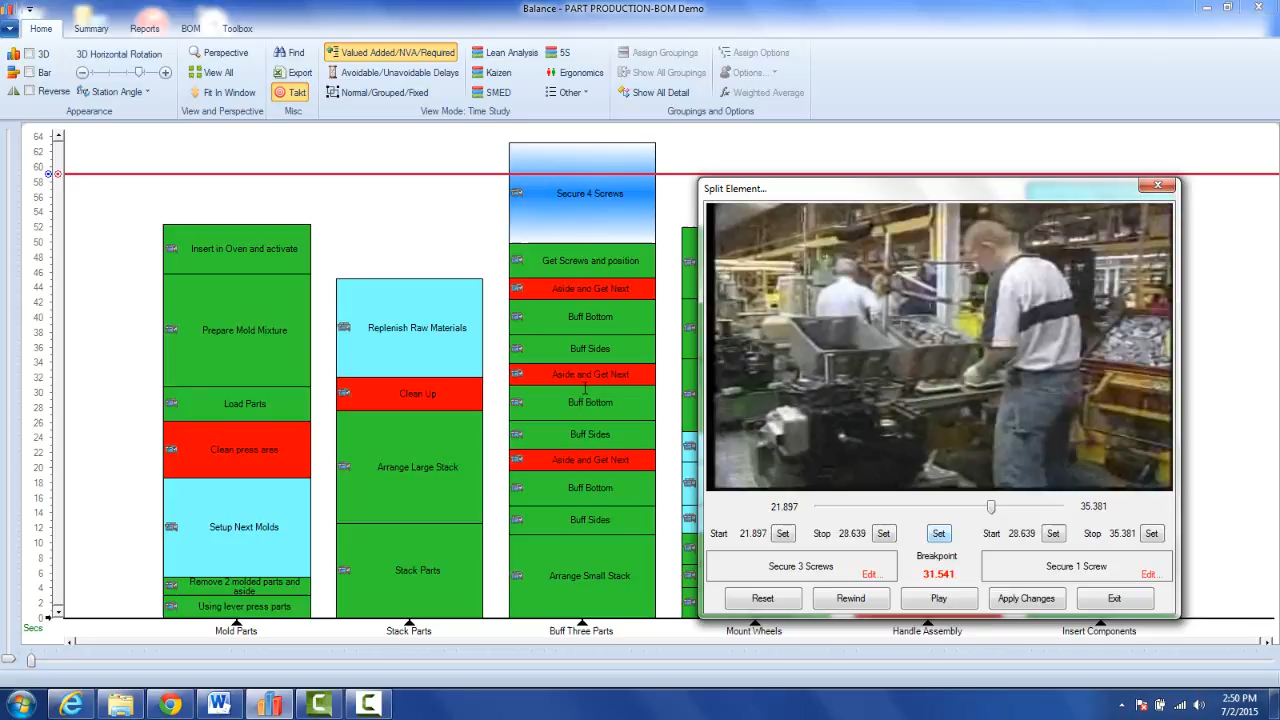 Balance - PART PRODUCTION-BOM Demo
Home Summary Reports BOM Toolbox
3D 3D Horizontal Rotation Perspective Find Valued Added/NVA/Required Lean Analysis 5S Assign Groupings Assign Options
Bar View All Export Avoidable/Unavoidable Delays Kaizen Ergonomics Show All Groupings Options...
Reverse Station Angle Fit In Window Takt Normal/Grouped/Fixed SMED Other Show All Detail Weighted Average
Appearance View and Perspective Misc View Mode: Time Study Groupings and Options
64
62
60
58
56
54
52
50
48
46
44
42
40
38
36
34
32
30
28
26
24
22
20
18
16
14
12
10
8
6
4
2
0
Secs
Insert in Oven and activate
Prepare Mold Mixture
Load Parts
Clean press area
Setup Next Molds
Remove 2 molded parts and
aside
Using lever press parts
Mold Parts
Replenish Raw Materials
Clean Up
Arrange Large Stack
Stack Parts
Stack Parts
Secure 4 Screws
Get Screws and position
Aside and Get Next
Buff Bottom
Buff Sides
Aside and Get Next
Buff Bottom
Buff Sides
Aside and Get Next
Buff Bottom
Buff Sides
Arrange Small Stack
Buff Three Parts
Mount Wheels
Handle Assembly
Insert Components
Split Element...
21.897 35.381
Start 21.897 Set Stop 28.639 Set Set Start 28.639 Set Stop 35.381 Set
Secure 3 Screws Edit...
Breakpoint
31.541
Secure 1 Screw Edit...
Reset Rewind Play Apply Changes Exit
2:50 PM
7/2/2015